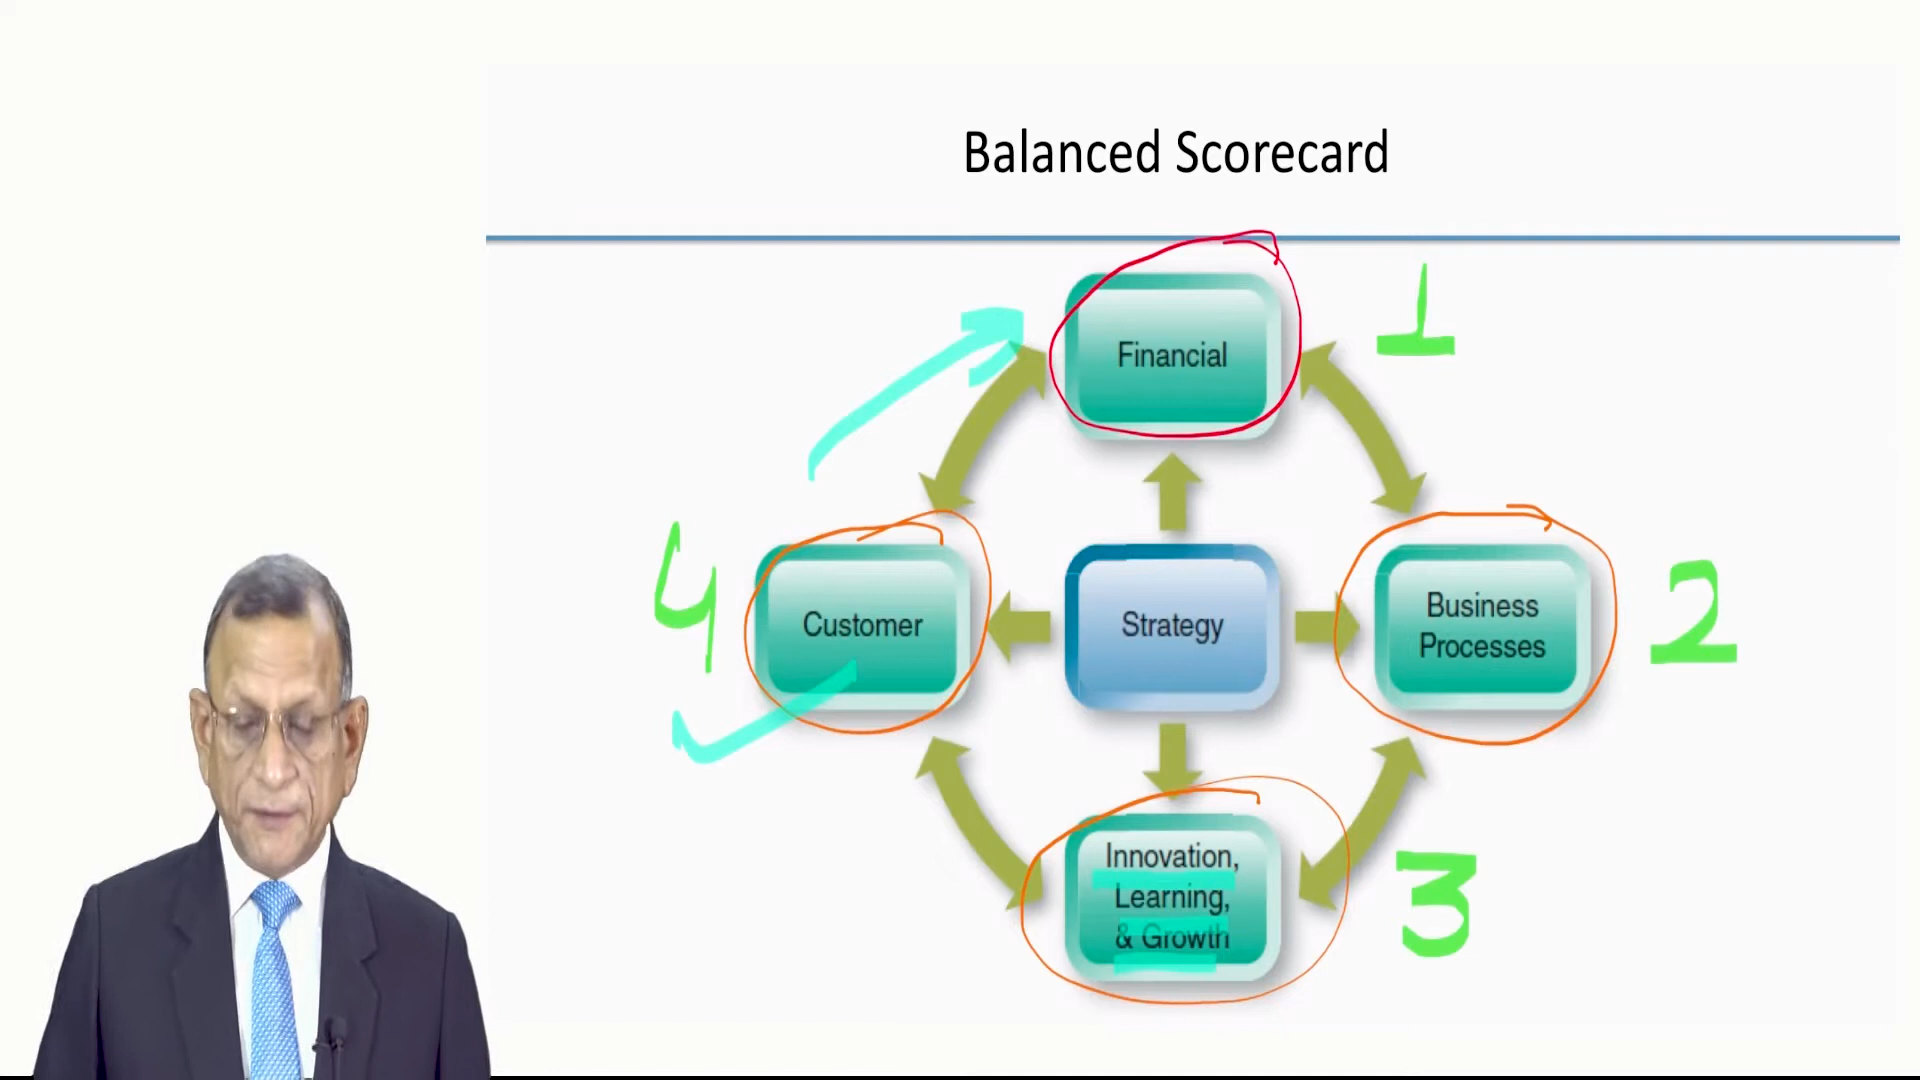 Balanced Scorecard
Financial
1
4
Customer
Strategy
Business
Processes
2
Innovation,
Learning,
& Growth
3